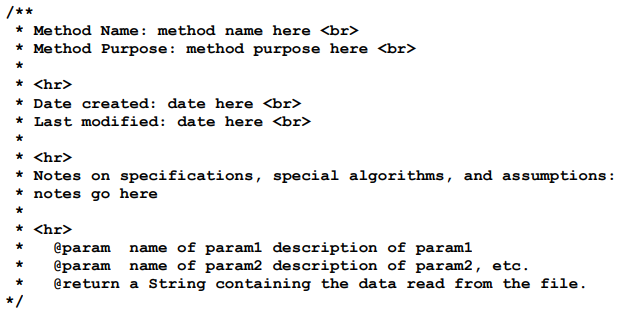 /**
 * Method Name: method name here <br>
 * Method Purpose: method purpose here <br>
 *
 * <hr>
 * Date created: date here <br>
 * Last modified: date here <br>
 *
 * <hr>
 * Notes on specifications, special algorithms, and assumptions:
 * notes go here
 *
 * <hr>
 *   @param  name of param1 description of param1
 *   @param  name of param2 description of param2, etc.
 *   @return a String containing the data read from the file.
*/